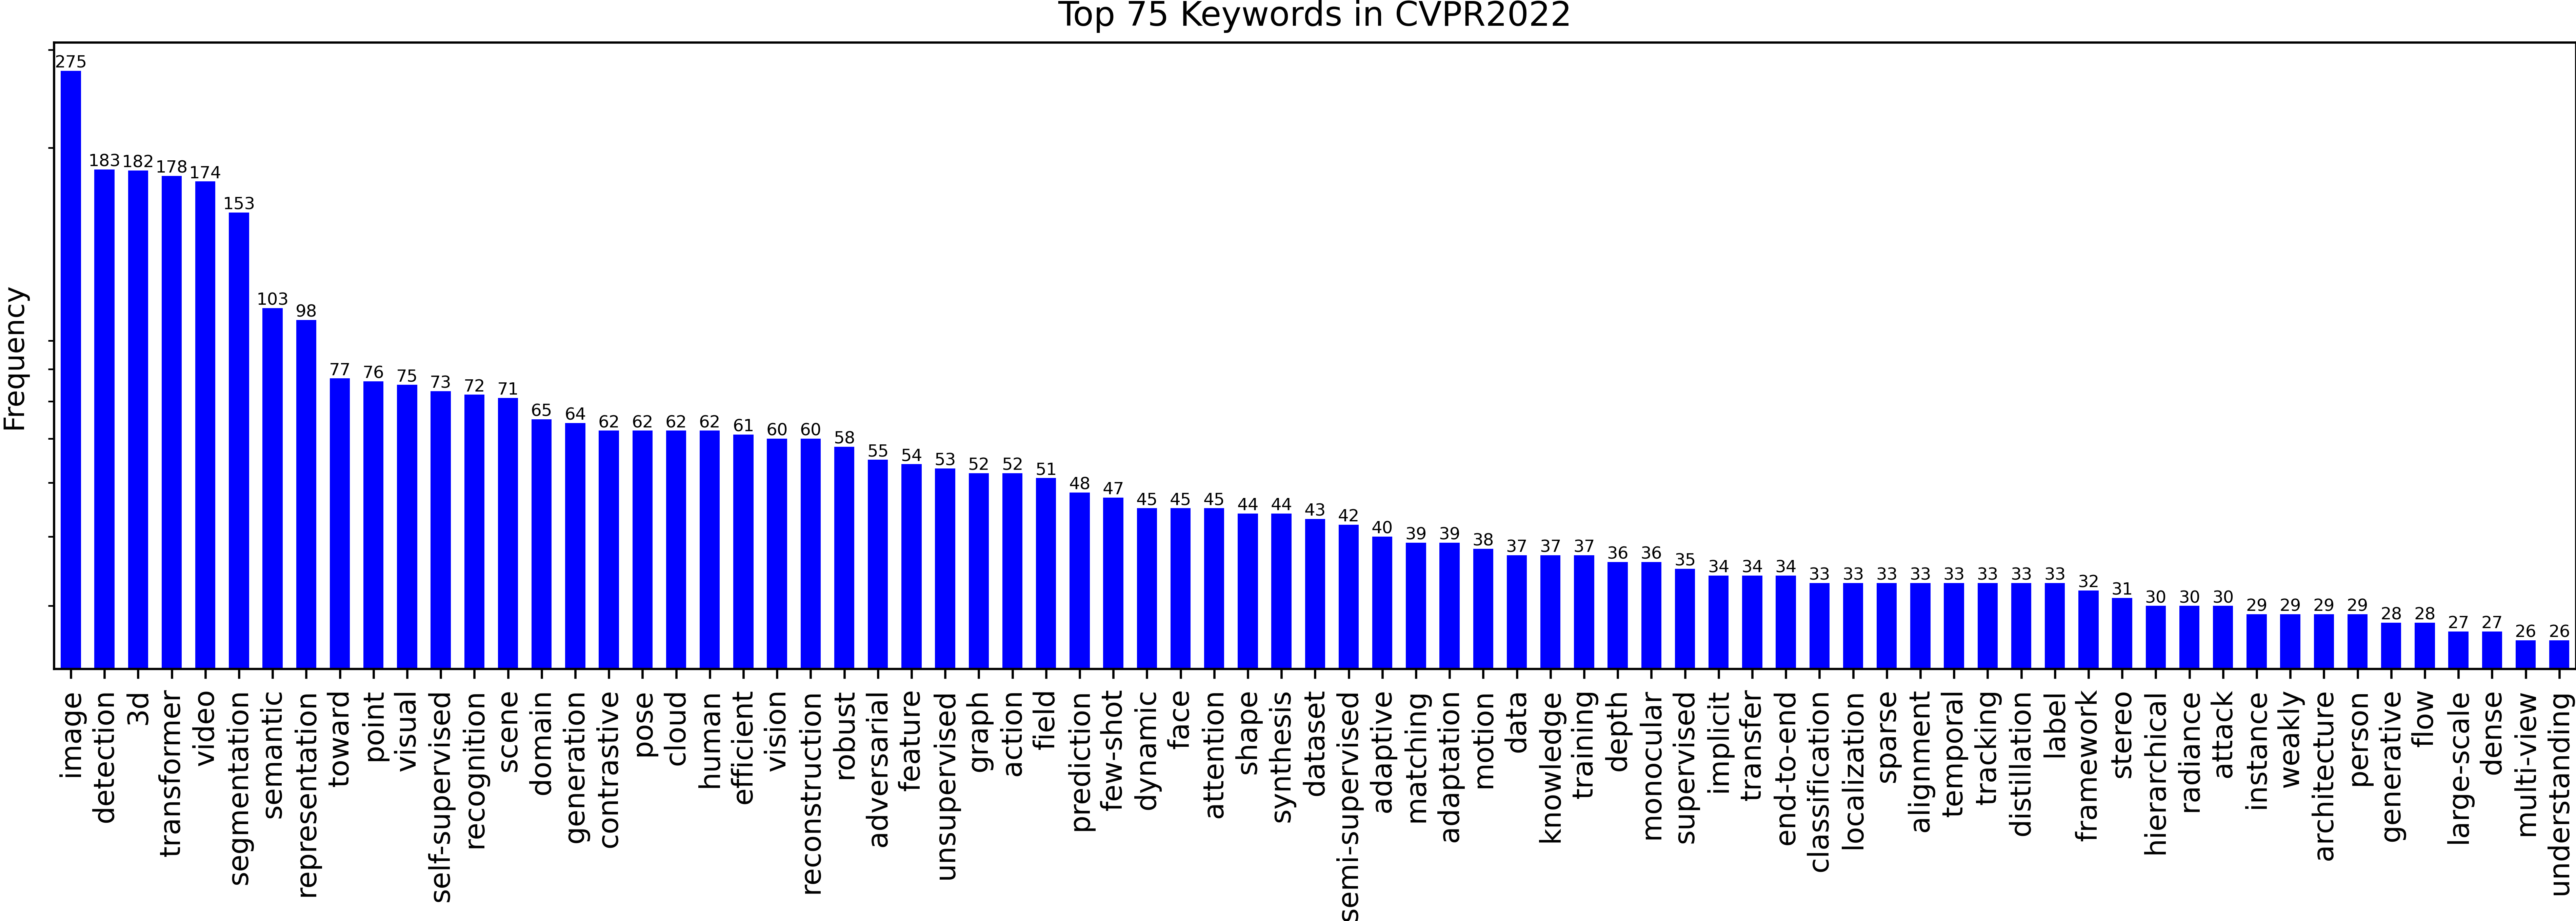 Top 75 Keywords in CVPR2022
Frequency
275 183 182 178 174 153 103 98 77 76 75 73 72 71 65 64 62 62 62 62 61 60 60 58 55 54 53 52 52 51 48 47 45 45 45 44 44 43 42 40 39 39 38 37 37 37 36 36 35 34 34 34 33 33 33 33 33 33 33 33 32 31 30 30 30 29 29 29 29 28 28 27 27 26 26
image
detection
3d
transformer
video
segmentation
semantic
representation
toward
point
visual
self-supervised
recognition
scene
domain
generation
contrastive
pose
cloud
human
efficient
vision
reconstruction
robust
adversarial
feature
unsupervised
graph
action
field
prediction
few-shot
dynamic
face
attention
shape
synthesis
dataset
semi-supervised
adaptive
matching
adaptation
motion
data
knowledge
training
depth
monocular
supervised
implicit
transfer
end-to-end
classification
localization
sparse
alignment
temporal
tracking
distillation
label
framework
stereo
hierarchical
radiance
attack
instance
weakly
architecture
person
generative
flow
large-scale
dense
multi-view
understanding